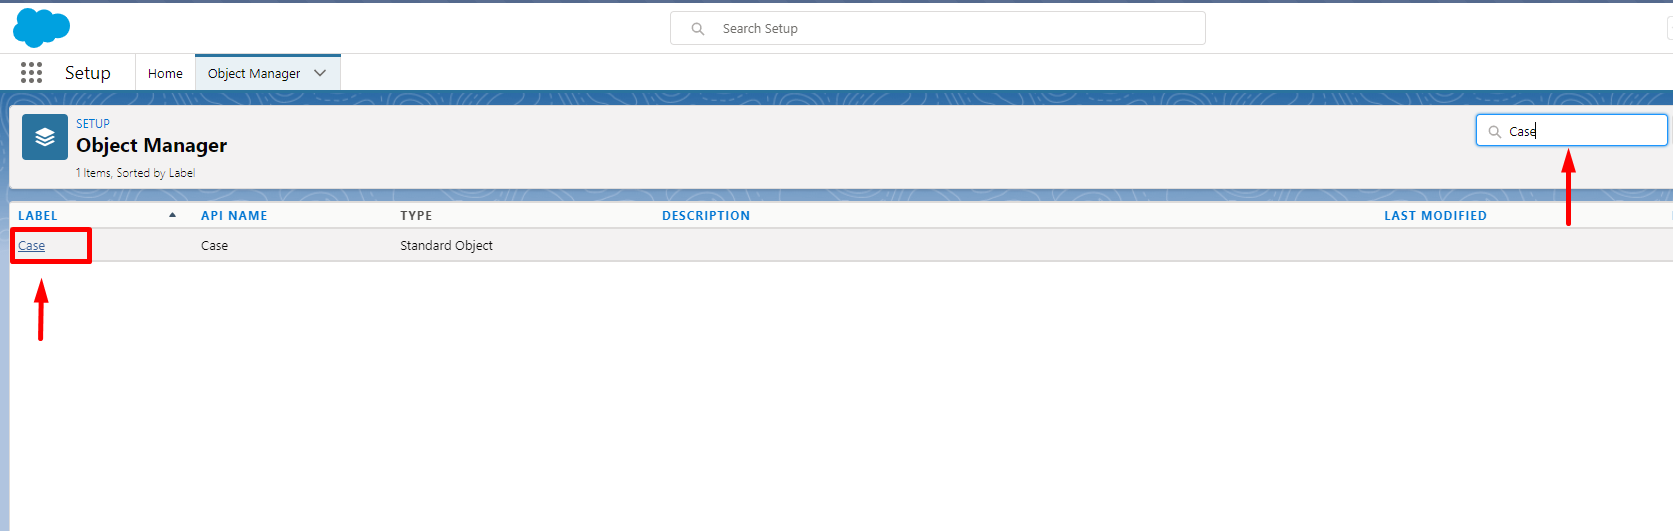 Search Setup
Setup Home Object Manager
SETUP
Object Manager
1 Items, Sorted by Label
Case
LABEL API NAME TYPE DESCRIPTION LAST MODIFIED
Case Case Standard Object